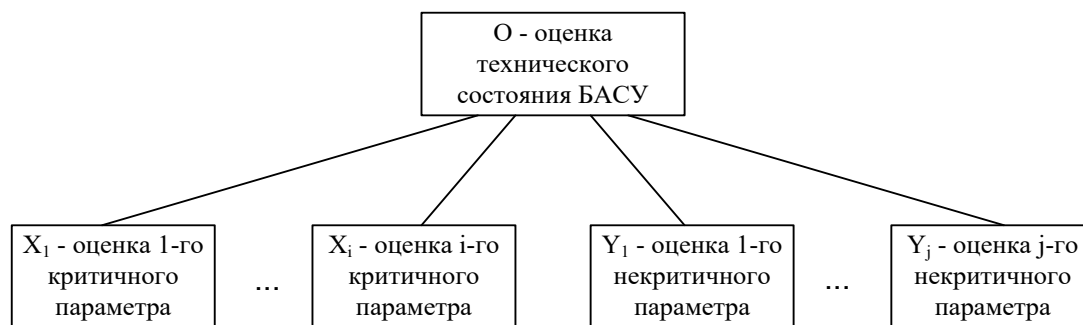 О - оценка
технического
состояния БАСУ
X₁ - оценка 1-го
критичного
параметра
...
Xᵢ - оценка i-го
критичного
параметра
Y₁ - оценка 1-го
некритичного
параметра
...
Yⱼ - оценка j-го
некритичного
параметра